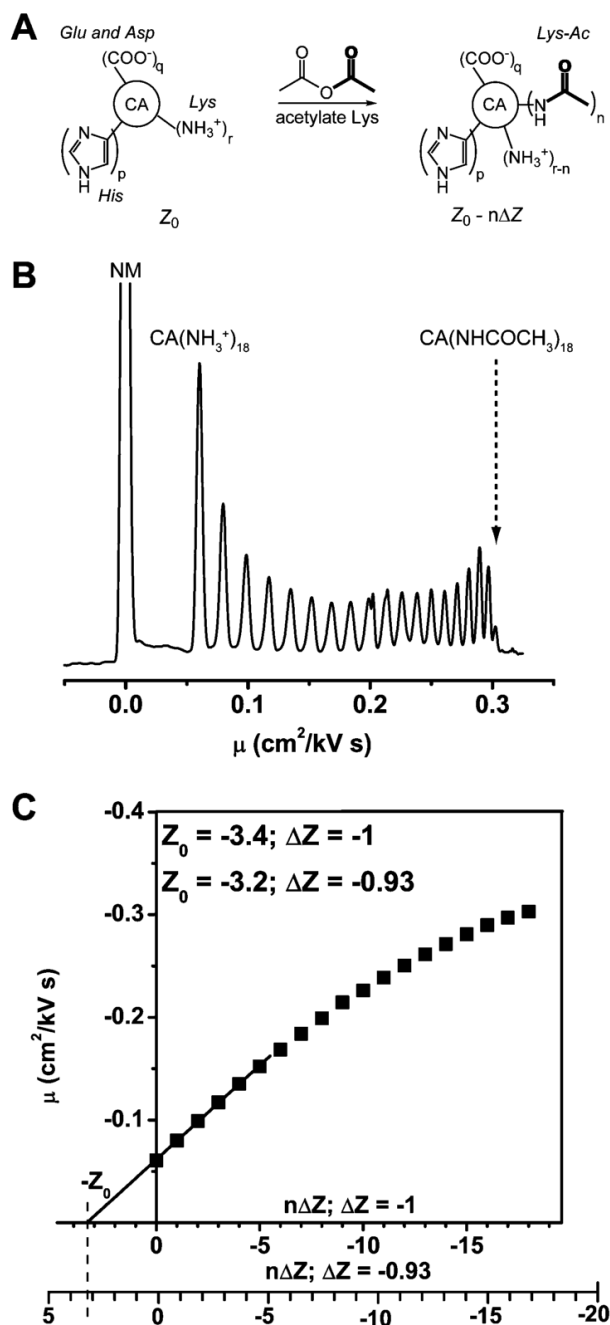 A
Glu and Asp
Lys-Ac
(COO⁻)q
(COO⁻)q
O O
O
O
CA
Lys
(NH₃⁺)r
acetylate Lys
CA
(N H)n
(NH₃⁺)r-n
N
N H
p
His
N
N H
p
Z₀
Z₀ - nΔZ
B
NM
CA(NH₃⁺)₁₈
CA(NHCOCH₃)₁₈
0.0 0.1 0.2 0.3
μ (cm²/kV s)
C
-0.4
Z₀ = -3.4; ΔZ = -1
Z₀ = -3.2; ΔZ = -0.93
-0.3
-0.2
-0.1
μ (cm²/kV s)
-Z₀
nΔZ; ΔZ = -1
0 -5 -10 -15
nΔZ; ΔZ = -0.93
5 0 -5 -10 -15 -20